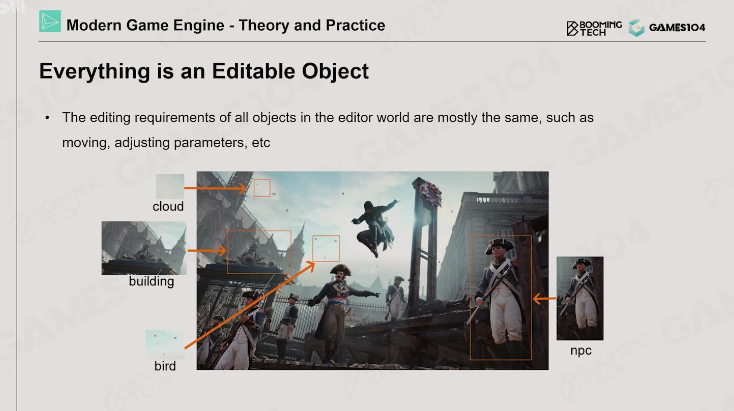 Modern Game Engine - Theory and Practice
BOOMING
TECH
GAMES104
Everything is an Editable Object
• The editing requirements of all objects in the editor world are mostly the same, such as
moving, adjusting parameters, etc
cloud
building
bird
npc